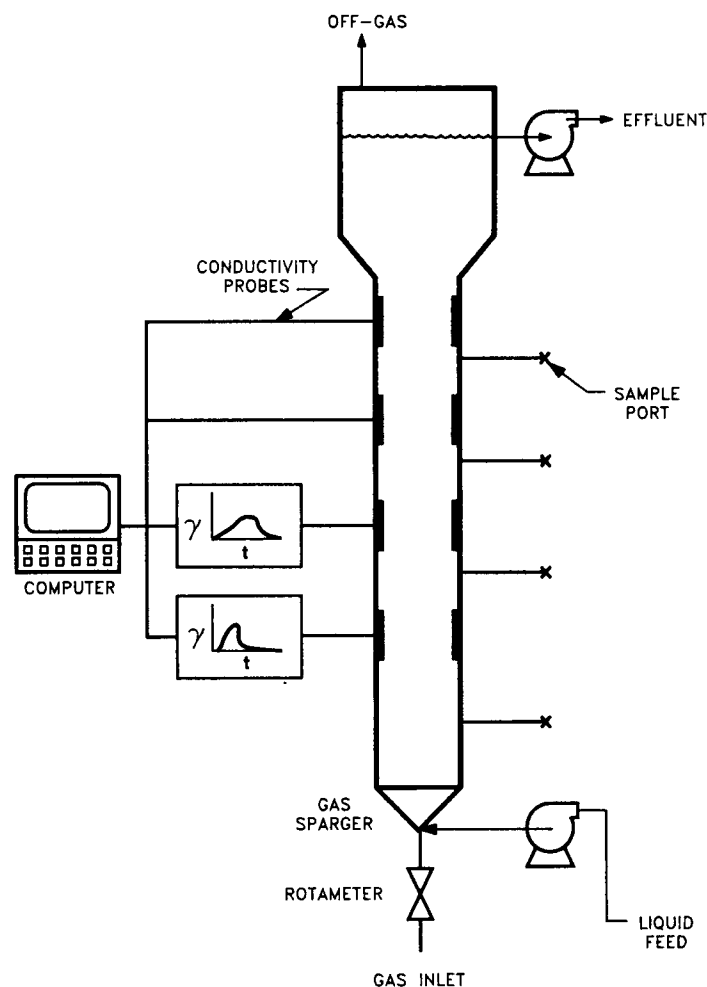 OFF-GAS
EFFLUENT
CONDUCTIVITY
PROBES
SAMPLE
PORT
γ
t
COMPUTER
γ
t
GAS
SPARGER
ROTAMETER
LIQUID
FEED
GAS INLET